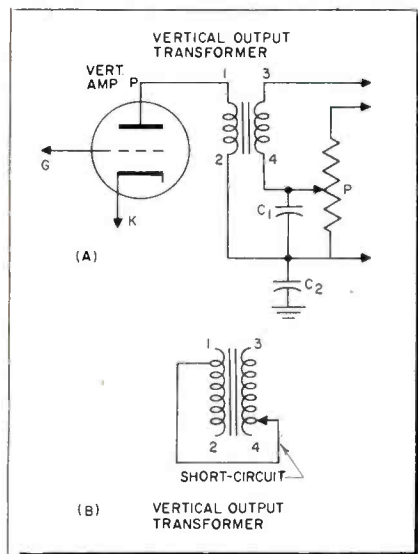 VERTICAL OUTPUT
TRANSFORMER
VERT.
AMP P
1 3
G
2 4
P
C1
K
(A)
C2
1 3
2 4
SHORT-CIRCUIT
(B) VERTICAL OUTPUT
TRANSFORMER